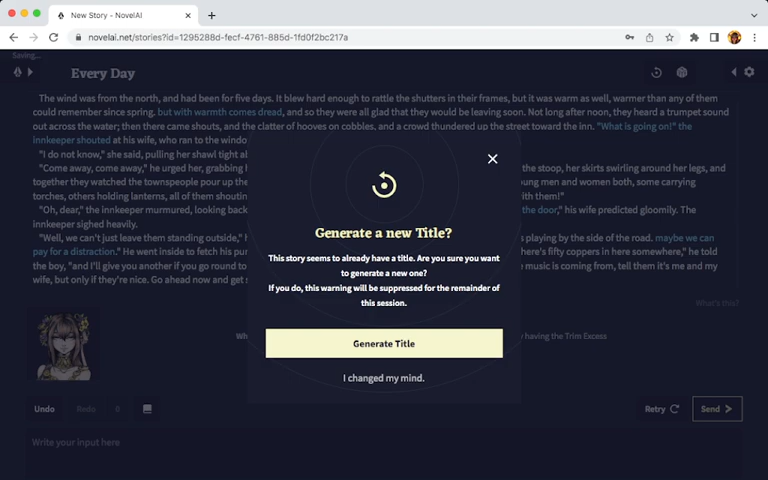 New Story - NovelAI
novelai.net/stories?id=1295288d-fecf-4761-885d-1fd0f2bc217a
Saving...
Every Day
The wind was from the north, and had been for five days. It blew hard enough to rattle the shutters in their frames, but it was warm as well, warmer than any of them
could remember since spring. but with warmth comes dread, and so they were all glad that they would be leaving soon. Not long after noon, they heard a trumpet
sound out across the water; then there came shouts, and the clatter of hooves on cobbles, and a crowd thundered up the street toward the inn. "What is going on!" the
innkeeper shouted at his wife, who ran to the windo
"I do not know," she said, pulling her shawl tight ab
"Come away, come away," he urged her, grabbing h the stoop, her skirts swirling around her legs, and
together they watched the townspeople pour up the oung men and women both, some carrying
torches, others holding lanterns, all of them shoutin with them!"
"Oh, dear," the innkeeper murmured, looking back the door," his wife predicted gloomily. The
innkeeper sighed heavily.
"Well, we can't just leave them standing outside," h s playing by the side of the road. maybe we can
pay for a distraction." He went inside to fetch his pur here's fifty coppers in here somewhere," he told
the boy, "and I'll give you another if you go round to e music is coming from, tell them it's me and my
wife, but only if they're nice. Go ahead now and get s
What's this?
Generate a new Title?
This story seems to already have a title. Are you sure you want
to generate a new one?
If you do, this warning will be suppressed for the remainder of
this session.
Generate Title
I changed my mind.
Wh y having the Trim Excess
Undo
Redo
0
Retry
Send
Write your input here